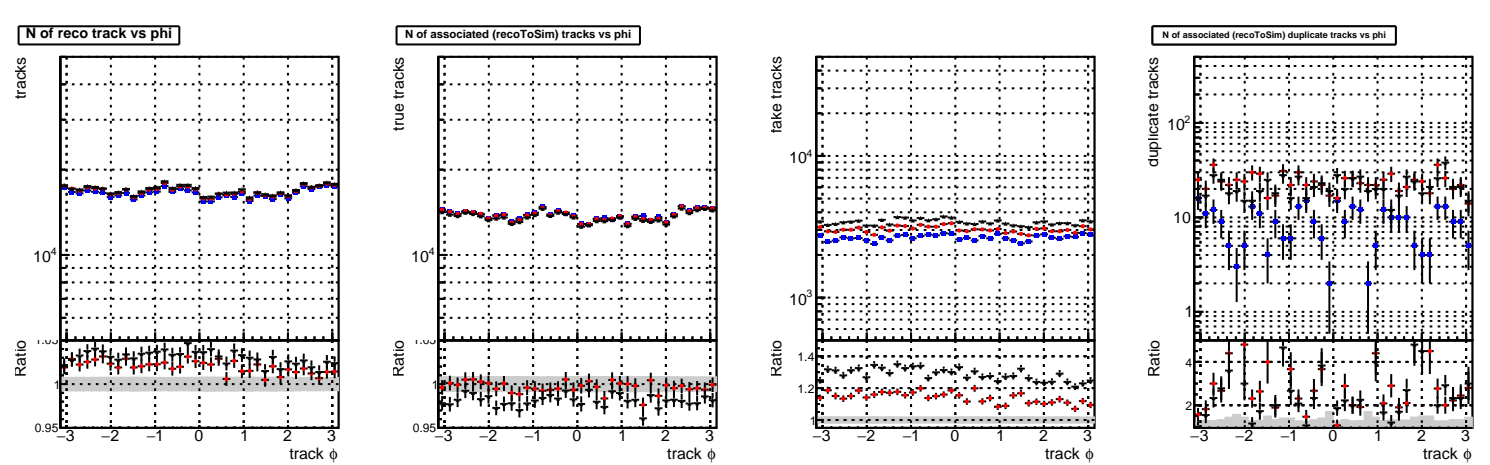 N of reco track vs phi
tracks
10⁴
Ratio
1
0.95
−3 −2 −1 0 1 2 3
track ϕ
N of associated (recoToSim) tracks vs phi
true tracks
10⁴
Ratio
1
0.95
−3 −2 −1 0 1 2 3
track ϕ
fake tracks
10⁴
10³
Ratio
1.4
1.2
1
−3 −2 −1 0 1 2 3
track ϕ
N of associated (recoToSim) duplicate tracks vs phi
duplicate tracks
10²
10
1
Ratio
4
2
−3 −2 −1 0 1 2 3
track ϕ